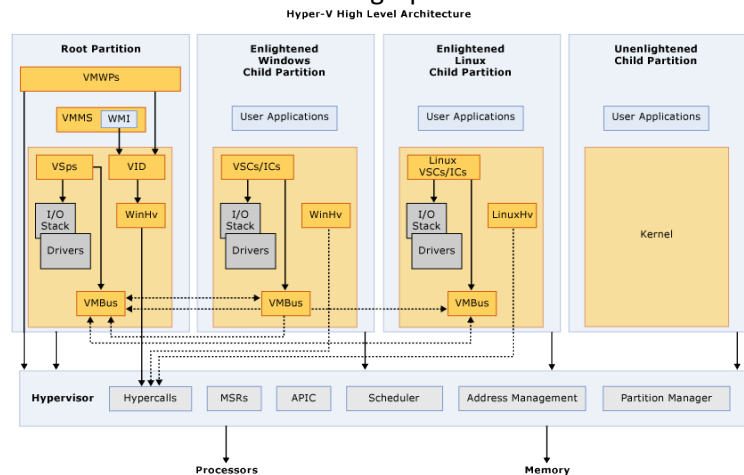 Hyper-V High Level Architecture
Root Partition
VMWPs
VMMS
WMI
VSps
VID
I/O
Stack
Drivers
WinHv
VMBus
Enlightened
Windows
Child Partition
User Applications
VSCs/ICs
I/O
Stack
Drivers
WinHv
VMBus
Enlightened
Linux
Child Partition
User Applications
Linux
VSCs/ICs
I/O
Stack
Drivers
LinuxHv
VMBus
Unenlightened
Child Partition
User Applications
Kernel
Hypervisor
Hypercalls
MSRs
APIC
Scheduler
Address Management
Partition Manager
Processors
Memory